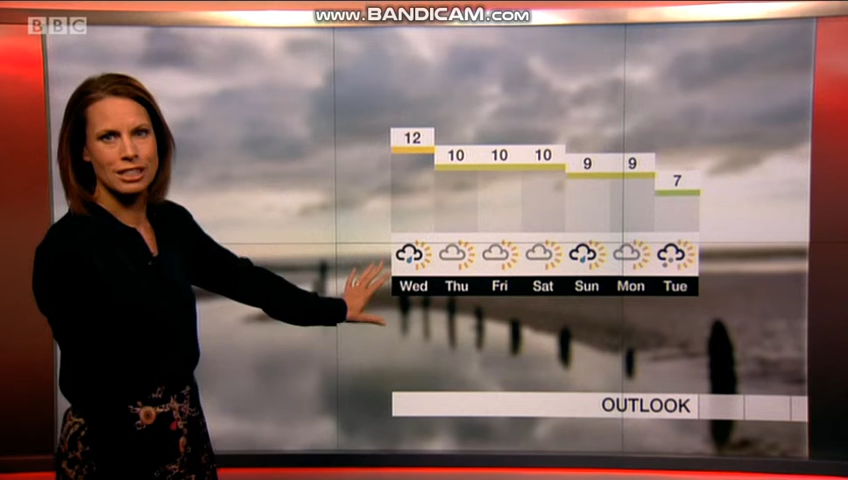 www.BANDICAM.com
BBC
12
10 10 10
9 9
7
Wed Thu Fri Sat Sun Mon Tue
OUTLOOK